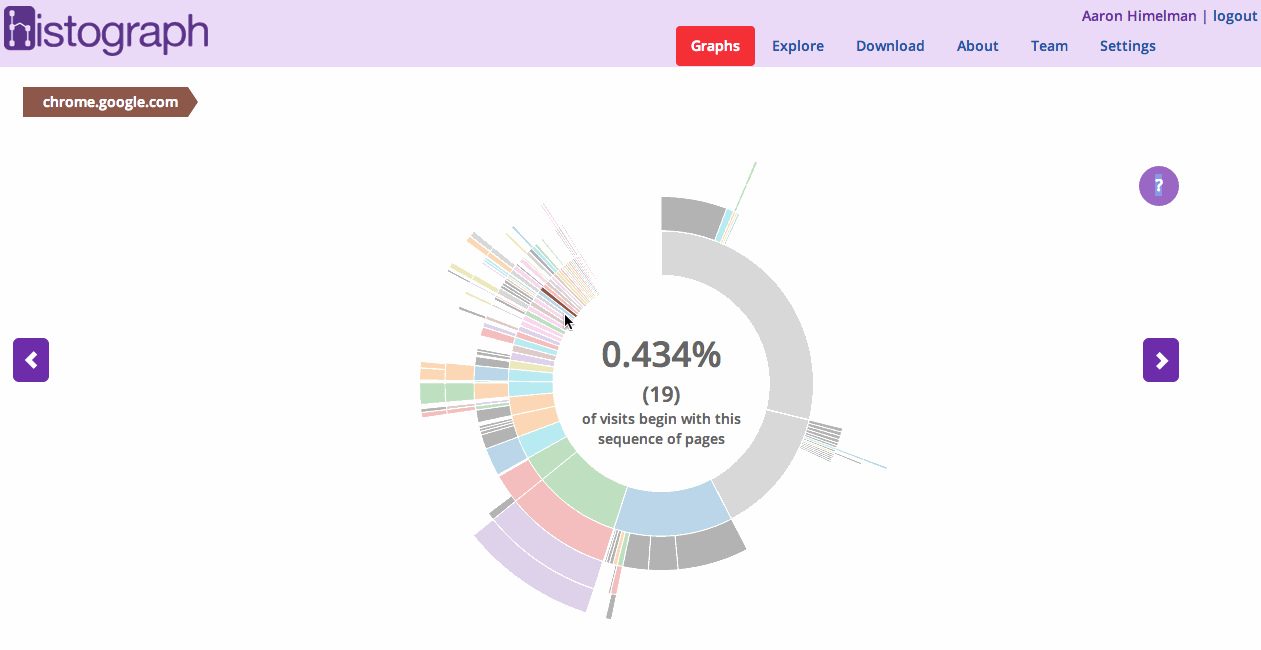 Histograph
Aaron Himelman | logout
Graphs Explore Download About Team Settings
chrome.google.com
?
0.434%
(19)
of visits begin with this
sequence of pages